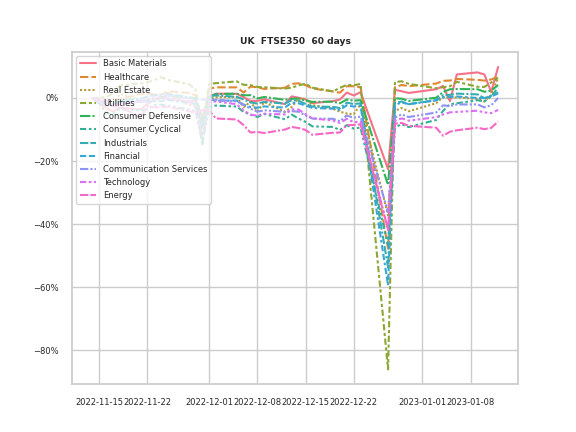 UK FTSE350 60 days
Basic Materials
Healthcare
Real Estate
Utilities
Consumer Defensive
Consumer Cyclical
Industrials
Financial
Communication Services
Technology
Energy
0%
−20%
−40%
−60%
−80%
2022-11-15 2022-11-22 2022-12-01 2022-12-08 2022-12-15 2022-12-22 2023-01-01 2023-01-08